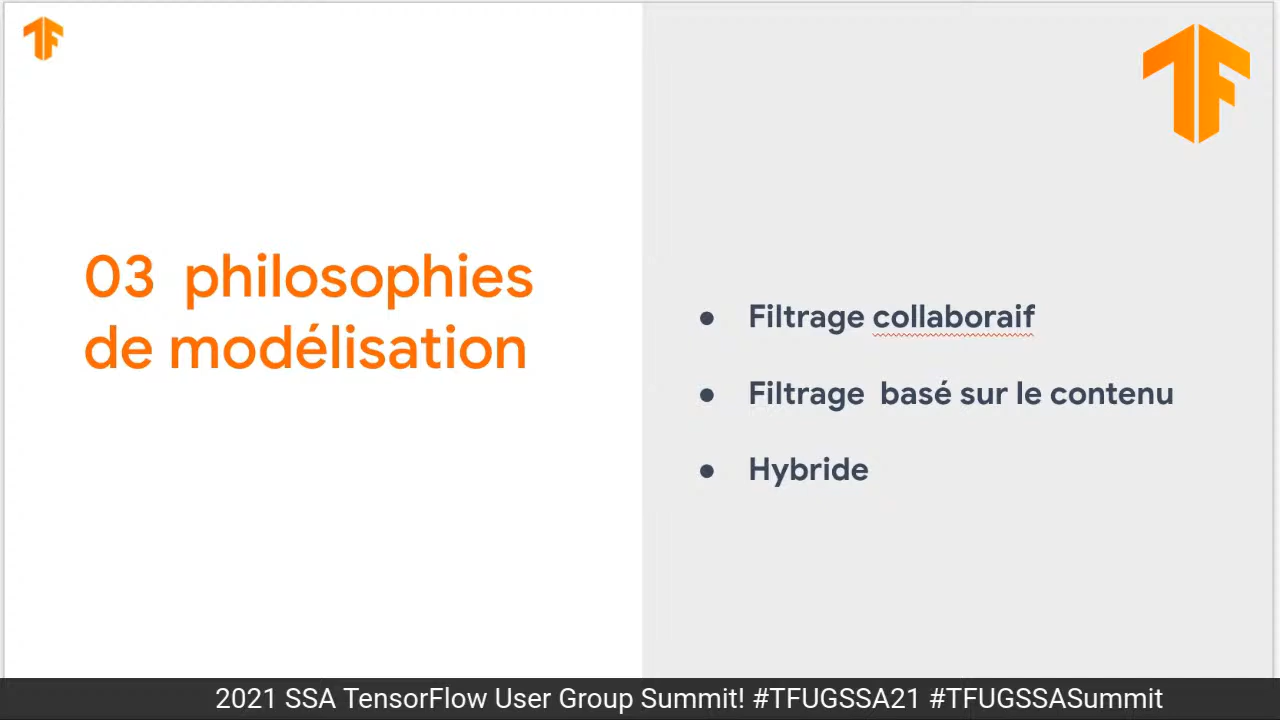 03 philosophies
de modélisation
● Filtrage collaboraif
● Filtrage basé sur le contenu
● Hybride
2021 SSA TensorFlow User Group Summit! #TFUGSSA21 #TFUGSSASummit